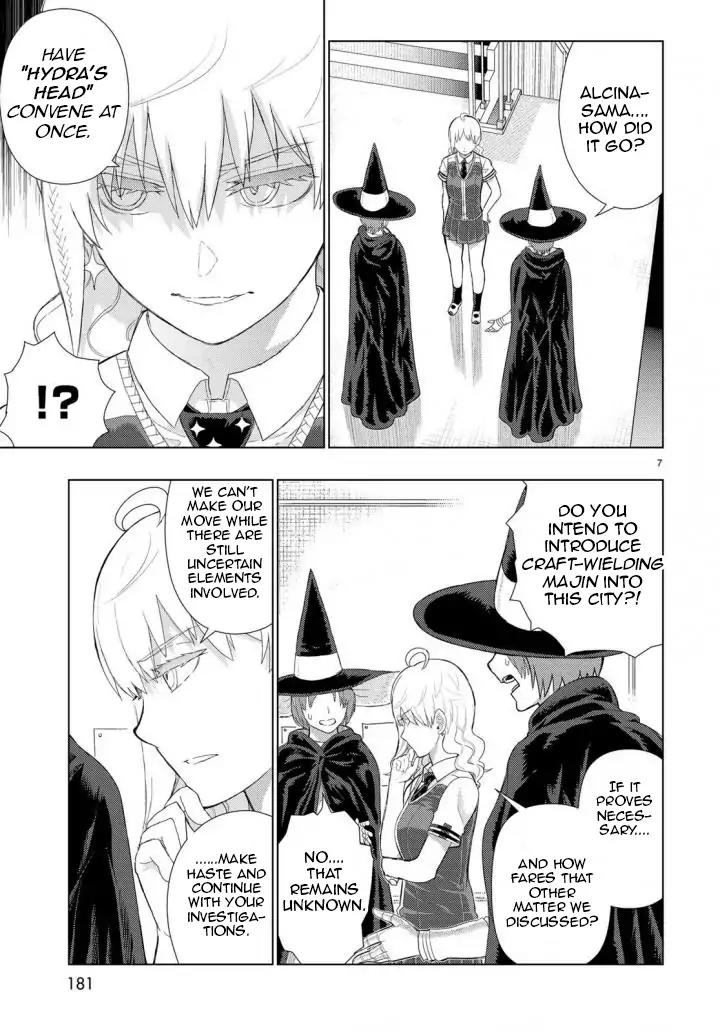 ALCINA-
SAMA....
HOW DID
IT GO?
HAVE
"HYDRA'S
HEAD"
CONVENE AT
ONCE.
!?
7
DO YOU
INTEND TO
INTRODUCE
CRAFT-WIELDING
MAJIN INTO
THIS CITY?!
IF IT
PROVES
NECES-
SARY....
AND HOW
FARES THAT
OTHER
MATTER WE
DISCUSSED?
NO....
THAT
REMAINS
UNKNOWN.
WE CAN'T
MAKE OUR
MOVE WHILE
THERE ARE
STILL
UNCERTAIN
ELEMENTS
INVOLVED.
......MAKE
HASTE AND
CONTINUE
WITH YOUR
INVESTIGA-
TIONS.
181